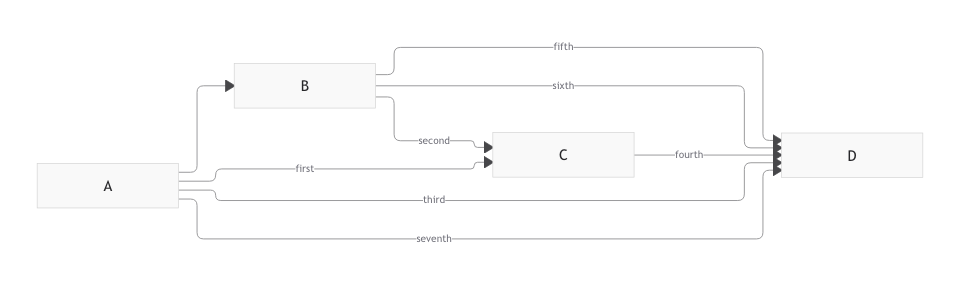 fifth
B
sixth
second
C
fourth
D
first
A
third
seventh